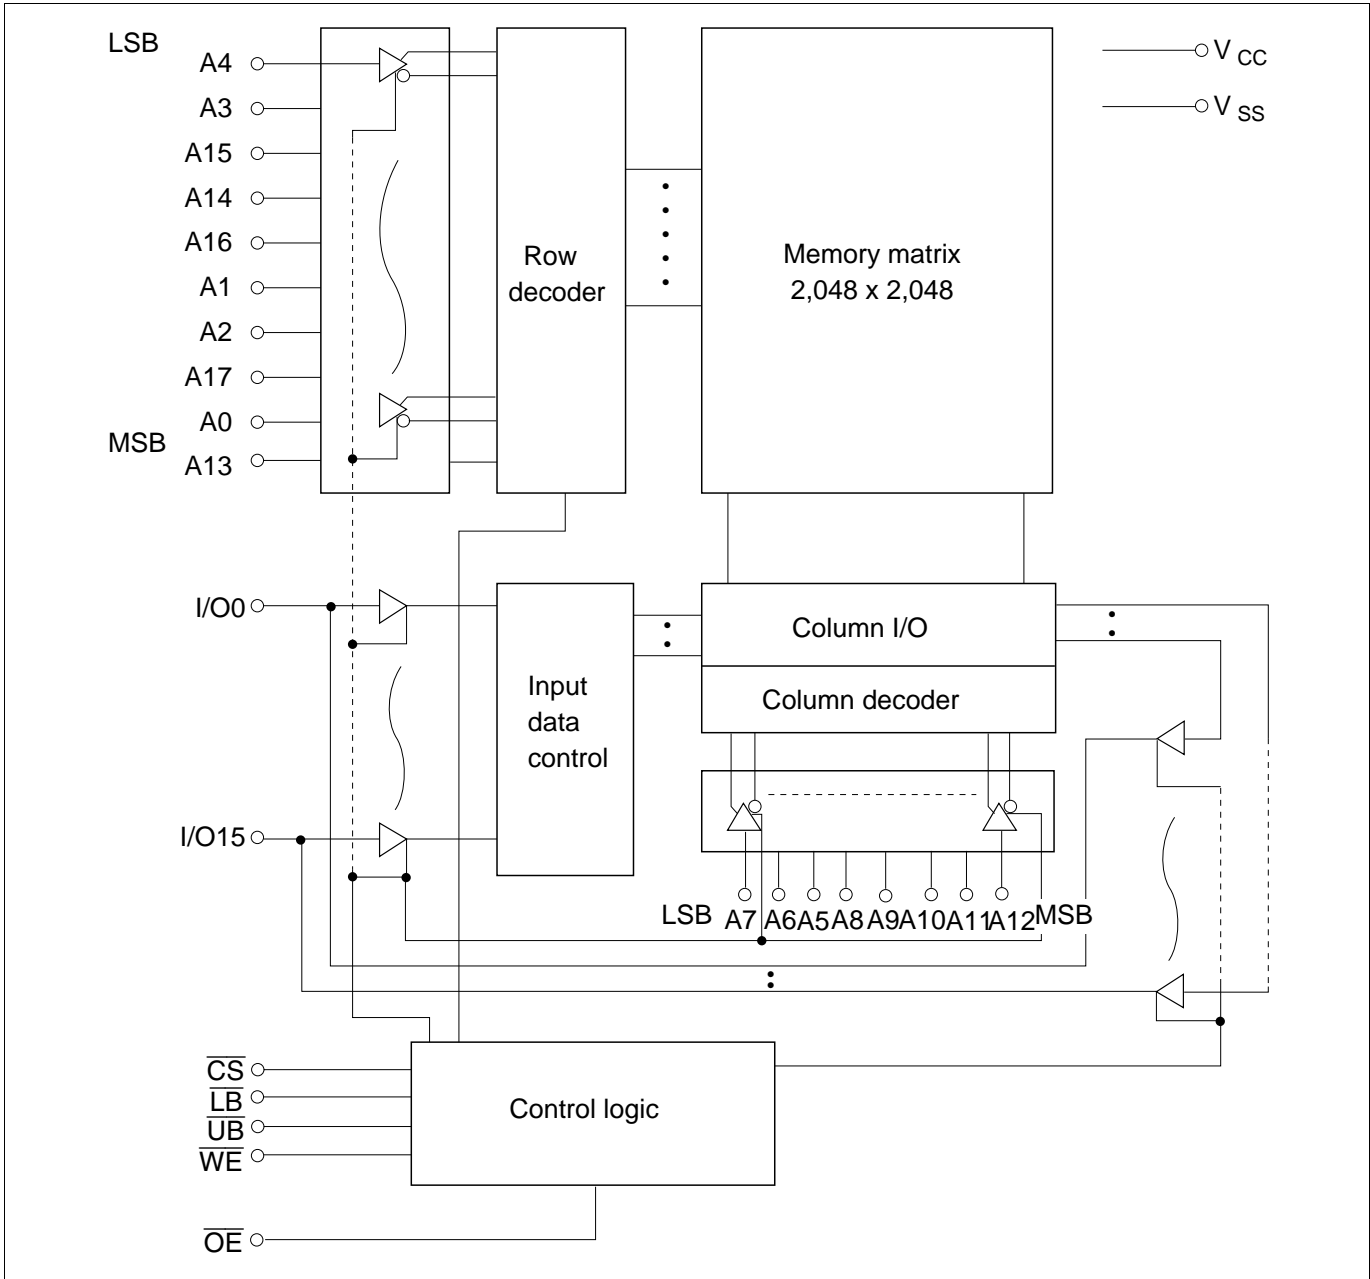 LSB
A4
A3
A15
A14
A16
A1
A2
A17
A0
MSB
A13
Row
decoder
Memory matrix
2,048 x 2,048
V CC
V SS
I/O0
I/O15
Input
data
control
Column I/O
Column decoder
LSB A7 A6 A5 A8 A9 A10 A11 A12 MSB
CS
LB
UB
WE
OE
Control logic